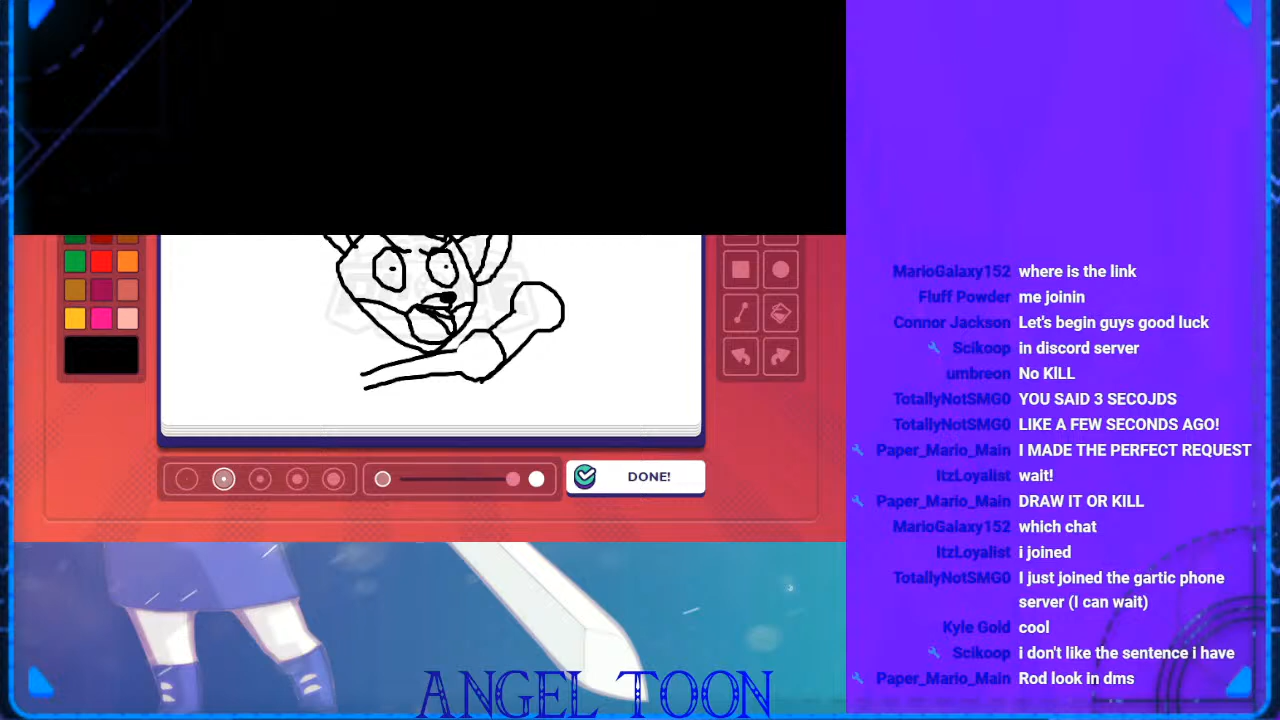 MarioGalaxy152 where is the link
Fluff Powder me joinin
Connor Jackson Let's begin guys good luck
Scikoop in discord server
umbreon No KILL
TotallyNotSMG0 YOU SAID 3 SECOJDS
TotallyNotSMG0 LIKE A FEW SECONDS AGO!
Paper_Mario_Main I MADE THE PERFECT REQUEST
ItzLoyalist wait!
Paper_Mario_Main DRAW IT OR KILL
MarioGalaxy152 which chat
ItzLoyalist i joined
TotallyNotSMG0 I just joined the gartic phone
server (I can wait)
Kyle Gold cool
Scikoop i don't like the sentence i have
Paper_Mario_Main Rod look in dms
DONE!
ANGEL TOON